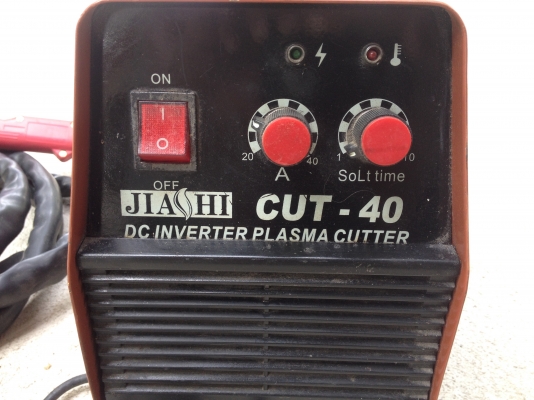 ON
I
O
OFF
20 40
A
1 10
SoLt time
JIASHI CUT - 40
DC INVERTER PLASMA CUTTER